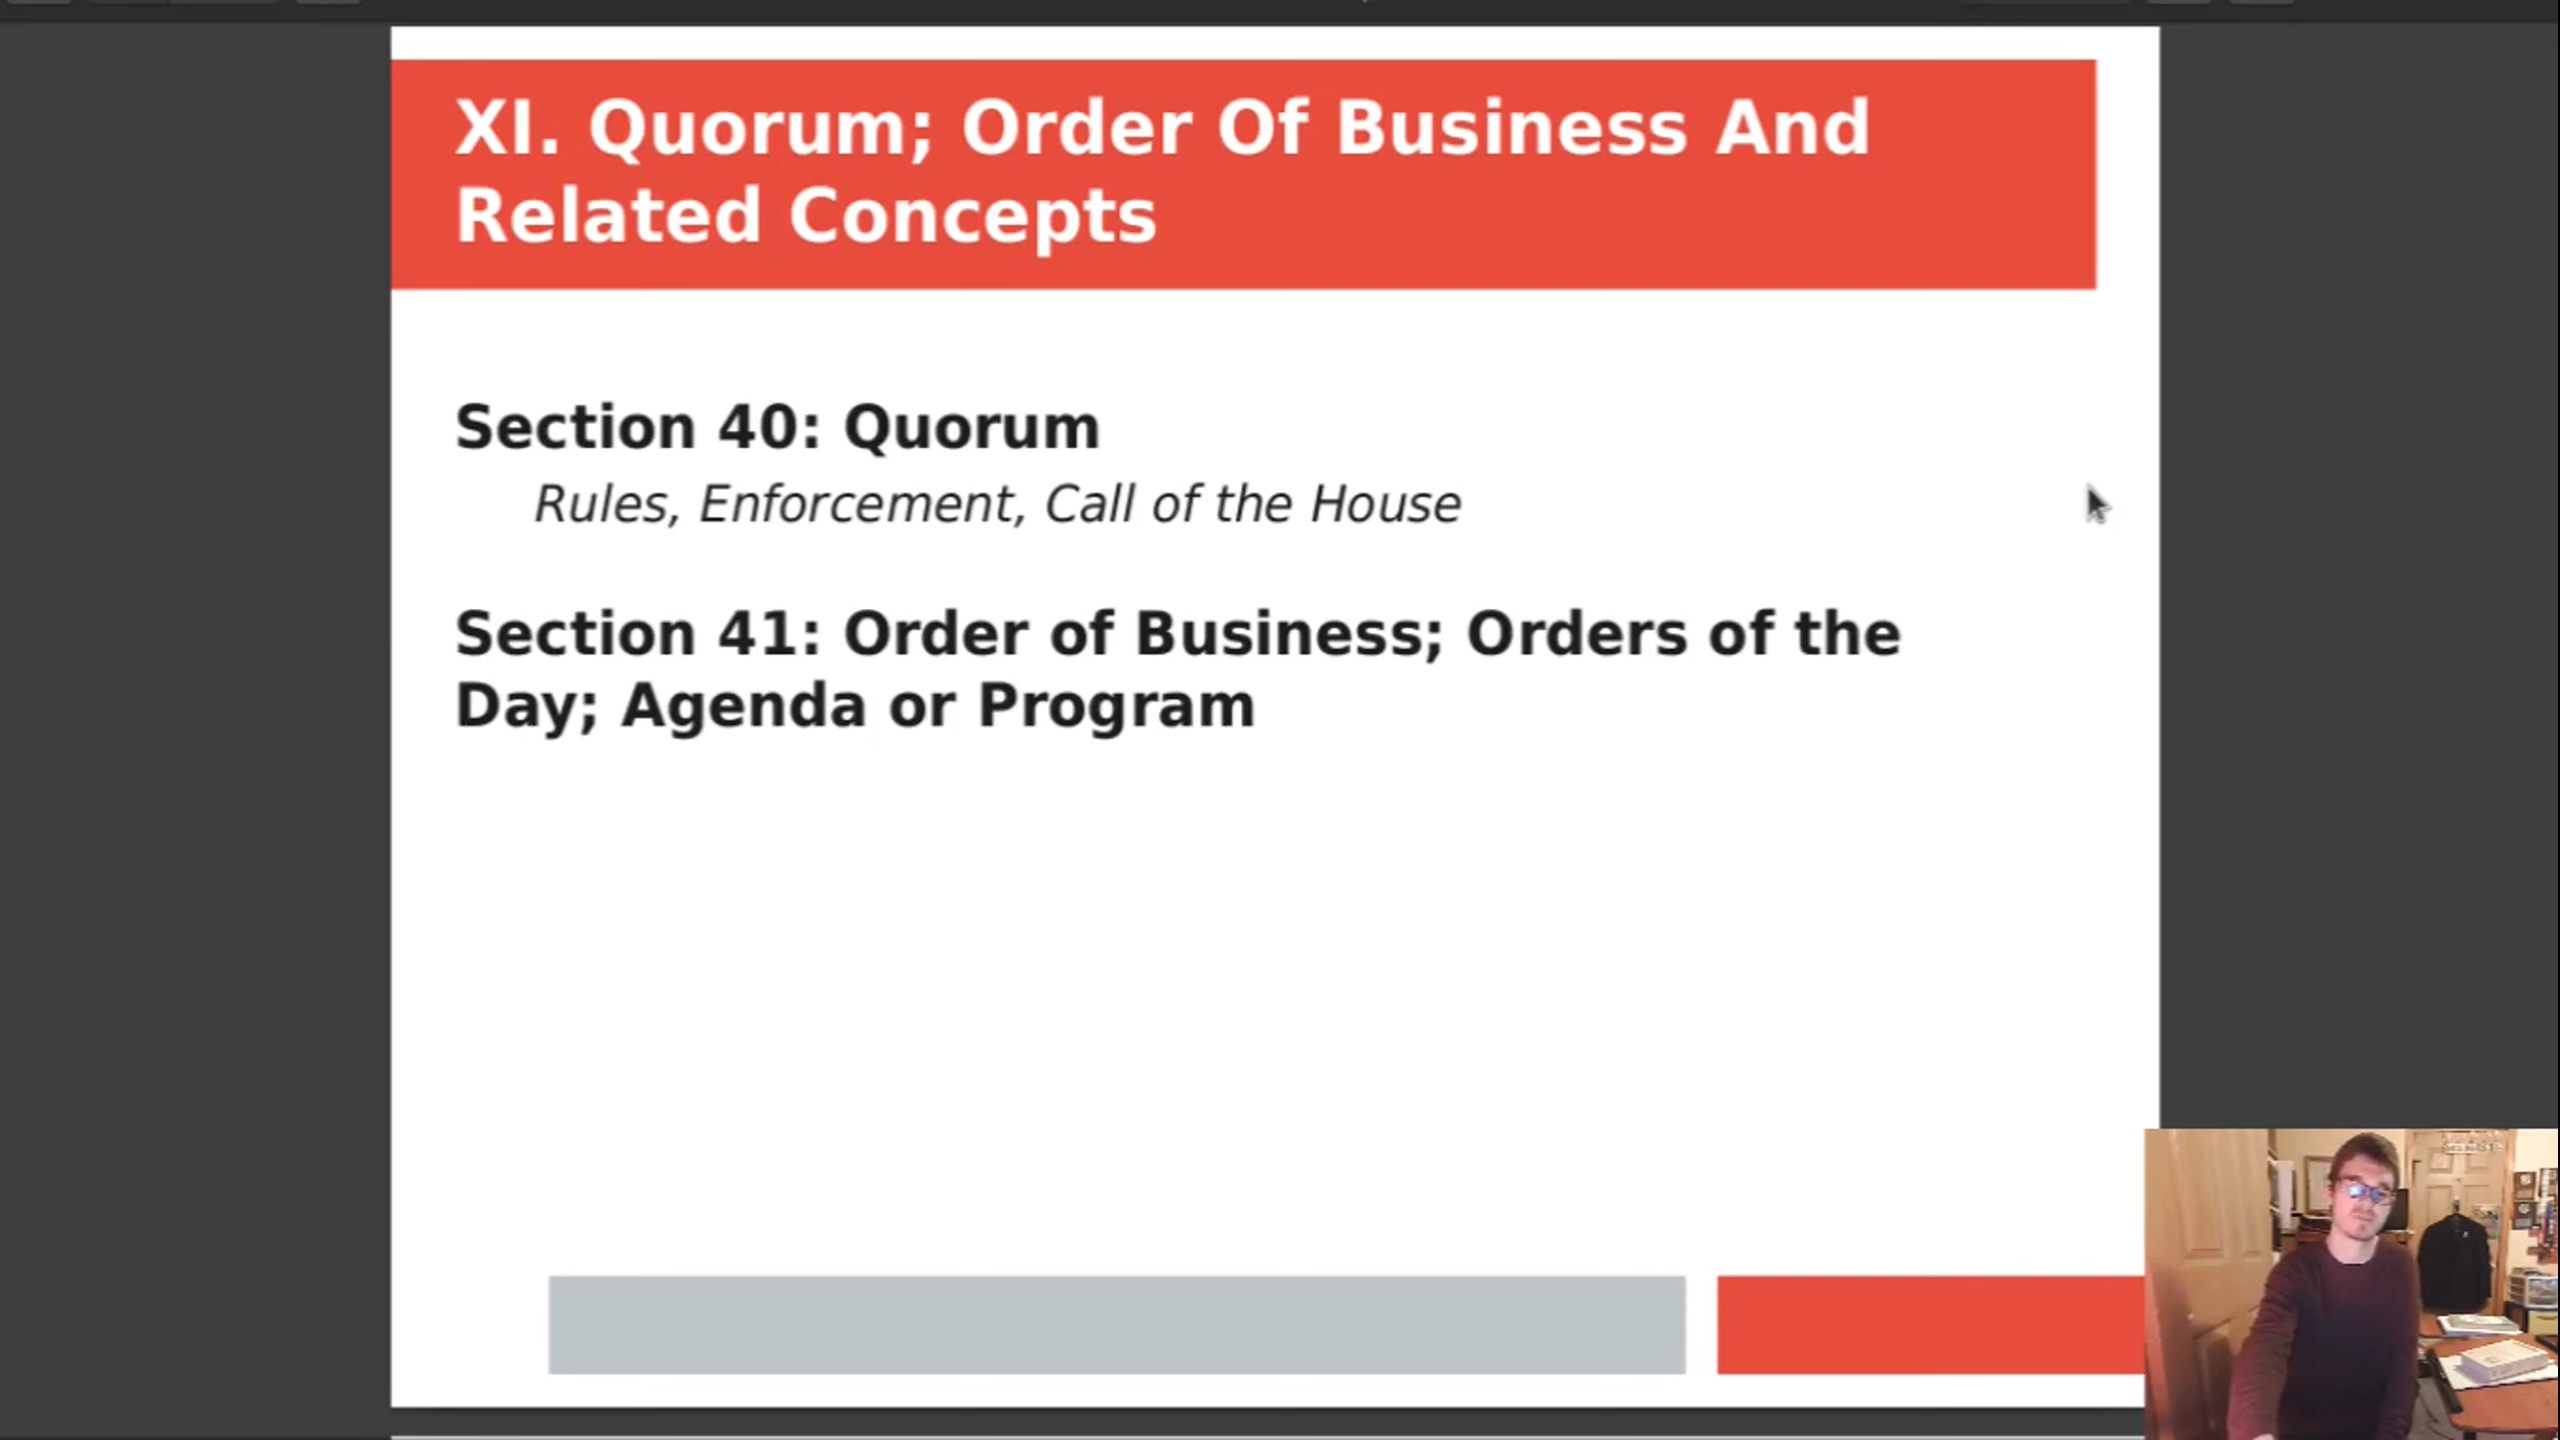 XI. Quorum; Order Of Business And
Related Concepts
Section 40: Quorum
Rules, Enforcement, Call of the House
Section 41: Order of Business; Orders of the
Day; Agenda or Program